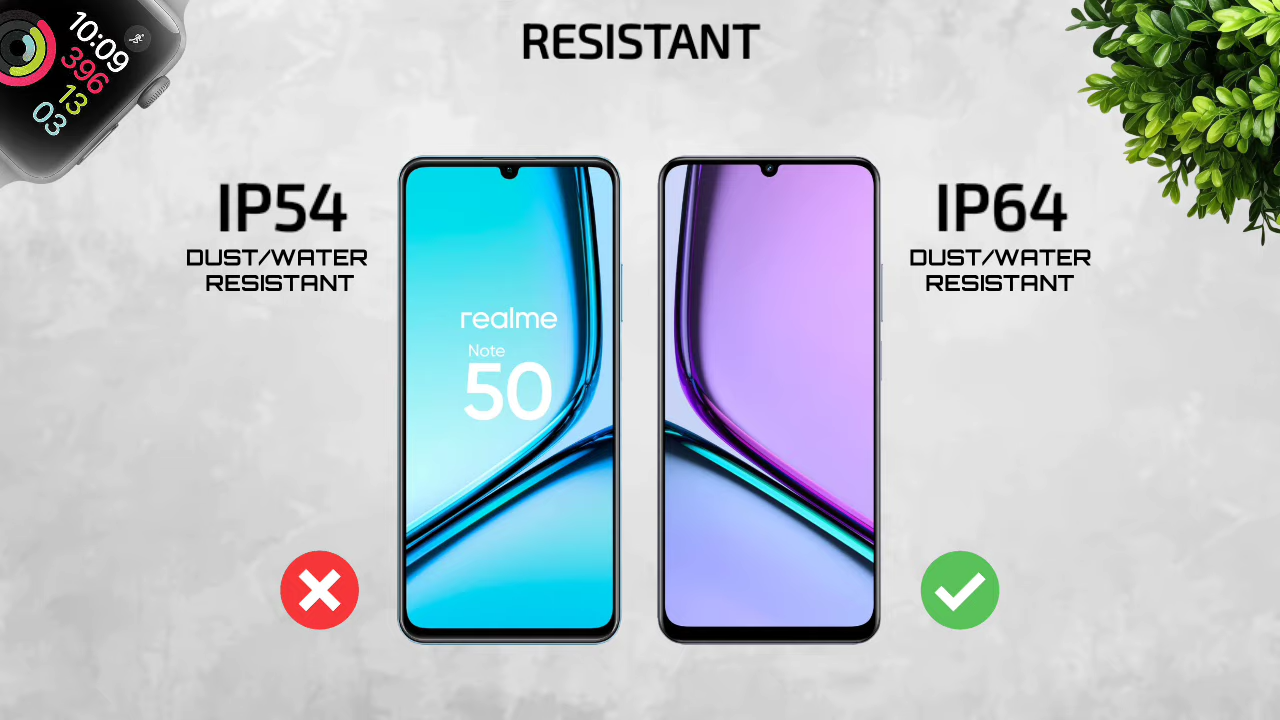 RESISTANT
10:09
396
13
03
IP54
DUST/WATER
RESISTANT
realme
Note
50
IP64
DUST/WATER
RESISTANT